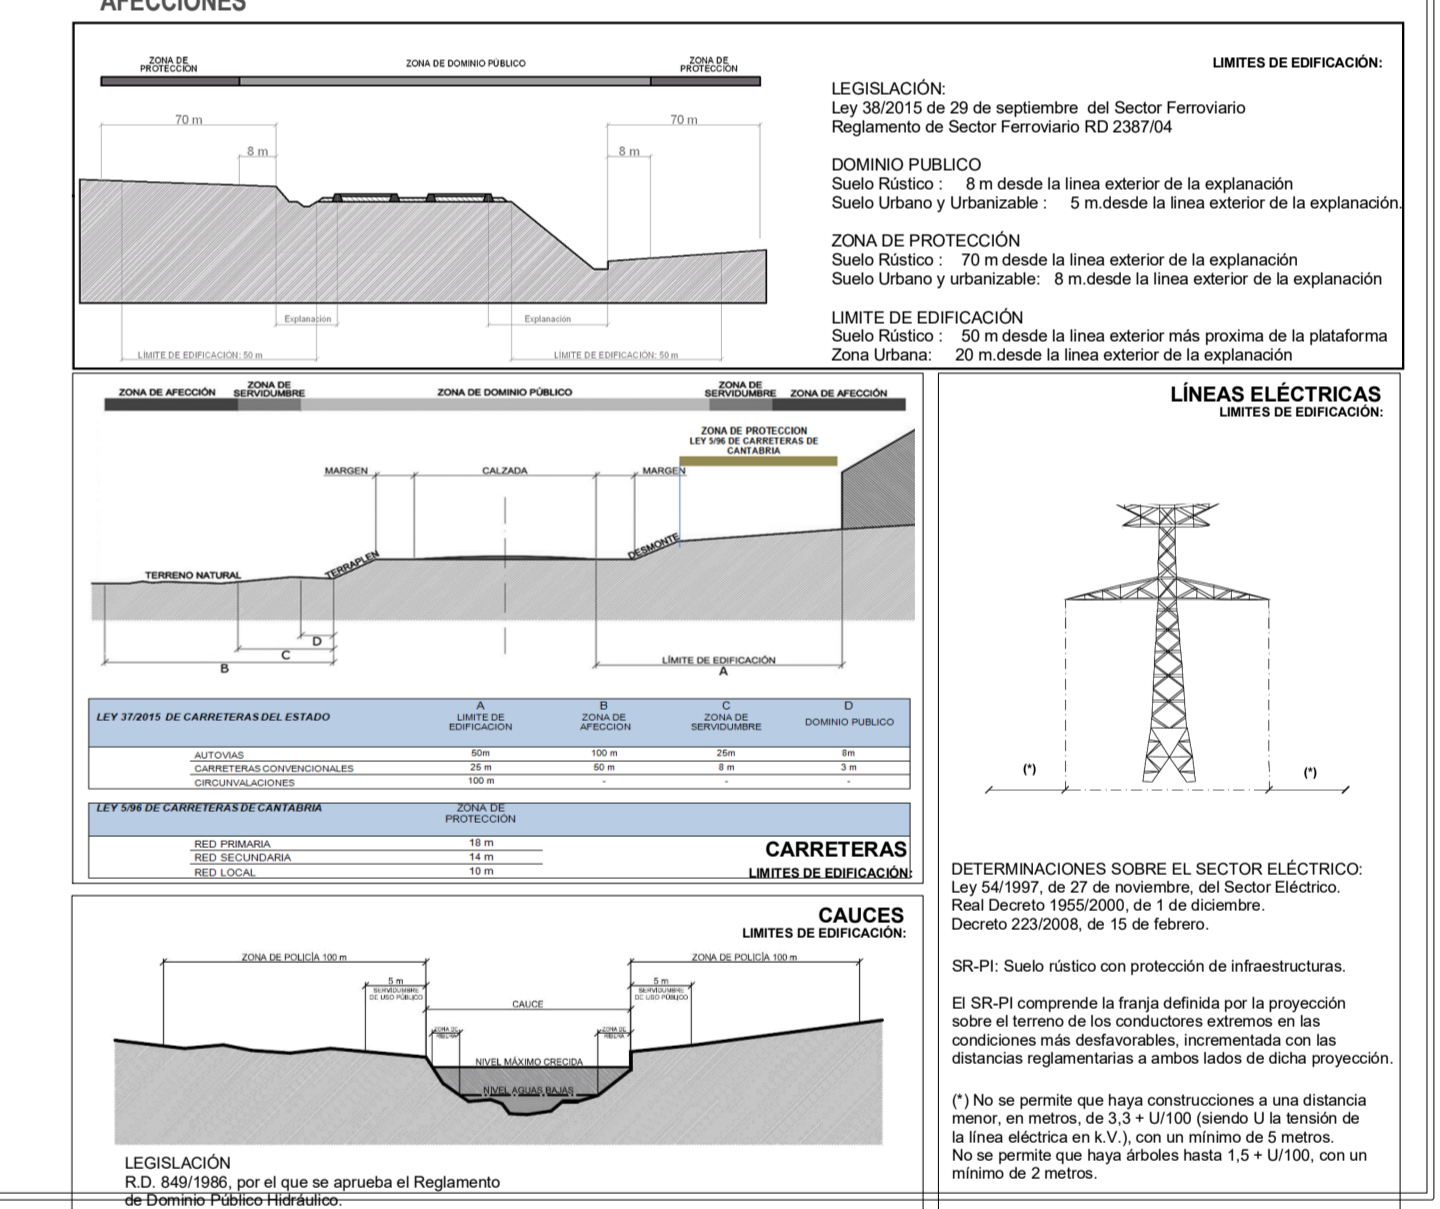 AFECCIONES
ZONA DE PROTECCIÓN
ZONA DE DOMINIO PÚBLICO
ZONA DE PROTECCIÓN
70 m
70 m
8 m
8 m
Explanación
Explanación
LÍMITE DE EDIFICACIÓN: 50 m
LÍMITE DE EDIFICACIÓN: 50 m
LIMITES DE EDIFICACIÓN:
LEGISLACIÓN:
Ley 38/2015 de 29 de septiembre del Sector Ferroviario
Reglamento de Sector Ferroviario RD 2387/04
DOMINIO PUBLICO
Suelo Rústico : 8 m desde la linea exterior de la explanación
Suelo Urbano y Urbanizable : 5 m.desde la linea exterior de la explanación.
ZONA DE PROTECCIÓN
Suelo Rústico : 70 m desde la linea exterior de la explanación
Suelo Urbano y urbanizable: 8 m.desde la linea exterior de la explanación
LIMITE DE EDIFICACIÓN
Suelo Rústico : 50 m desde la linea exterior más proxima de la plataforma
Zona Urbana: 20 m.desde la linea exterior de la explanación
ZONA DE AFECCIÓN
ZONA DE SERVIDUMBRE
ZONA DE DOMINIO PÚBLICO
ZONA DE SERVIDUMBRE
ZONA DE AFECCIÓN
ZONA DE PROTECCION
LEY 5/96 DE CARRETERAS DE
CANTABRIA
MARGEN
CALZADA
MARGEN
TERRENO NATURAL
TERRAPLEN
DESMONTE
D
C
B
LÍMITE DE EDIFICACIÓN
A
LEY 37/2015 DE CARRETERAS DEL ESTADO
A LIMITE DE EDIFICACION
B ZONA DE AFECCION
C ZONA DE SERVIDUMBRE
D DOMINIO PUBLICO
AUTOVIAS 50m 100 m 25m 8m
CARRETERAS CONVENCIONALES 25 m 50 m 8 m 3 m
CIRCUNVALACIONES 100 m - - -
LEY 5/96 DE CARRETERAS DE CANTABRIA
ZONA DE PROTECCIÓN
RED PRIMARIA 18 m
RED SECUNDARIA 14 m
RED LOCAL 10 m
CARRETERAS
LIMITES DE EDIFICACIÓN:
CAUCES
LIMITES DE EDIFICACIÓN:
ZONA DE POLICÍA 100 m
ZONA DE POLICÍA 100 m
5 m
SERVIDUMBRE
DE USO PÚBLICO
5 m
SERVIDUMBRE
DE USO PÚBLICO
CAUCE
ZONA DE
ZONA DE
NIVEL MÁXIMO CRECIDA
NIVEL AGUAS BAJAS
LEGISLACIÓN
R.D. 849/1986, por el que se aprueba el Reglamento
de Dominio Público Hidráulico.
LÍNEAS ELÉCTRICAS
LIMITES DE EDIFICACIÓN:
(*)
(*)
DETERMINACIONES SOBRE EL SECTOR ELÉCTRICO:
Ley 54/1997, de 27 de noviembre, del Sector Eléctrico.
Real Decreto 1955/2000, de 1 de diciembre.
Decreto 223/2008, de 15 de febrero.
SR-PI: Suelo rústico con protección de infraestructuras.
El SR-PI comprende la franja definida por la proyección
sobre el terreno de los conductores extremos en las
condiciones más desfavorables, incrementada con las
distancias reglamentarias a ambos lados de dicha proyección.
(*) No se permite que haya construcciones a una distancia
menor, en metros, de 3,3 + U/100 (siendo U la tensión de
la línea eléctrica en k.V.), con un mínimo de 5 metros.
No se permite que haya árboles hasta 1,5 + U/100, con un
mínimo de 2 metros.